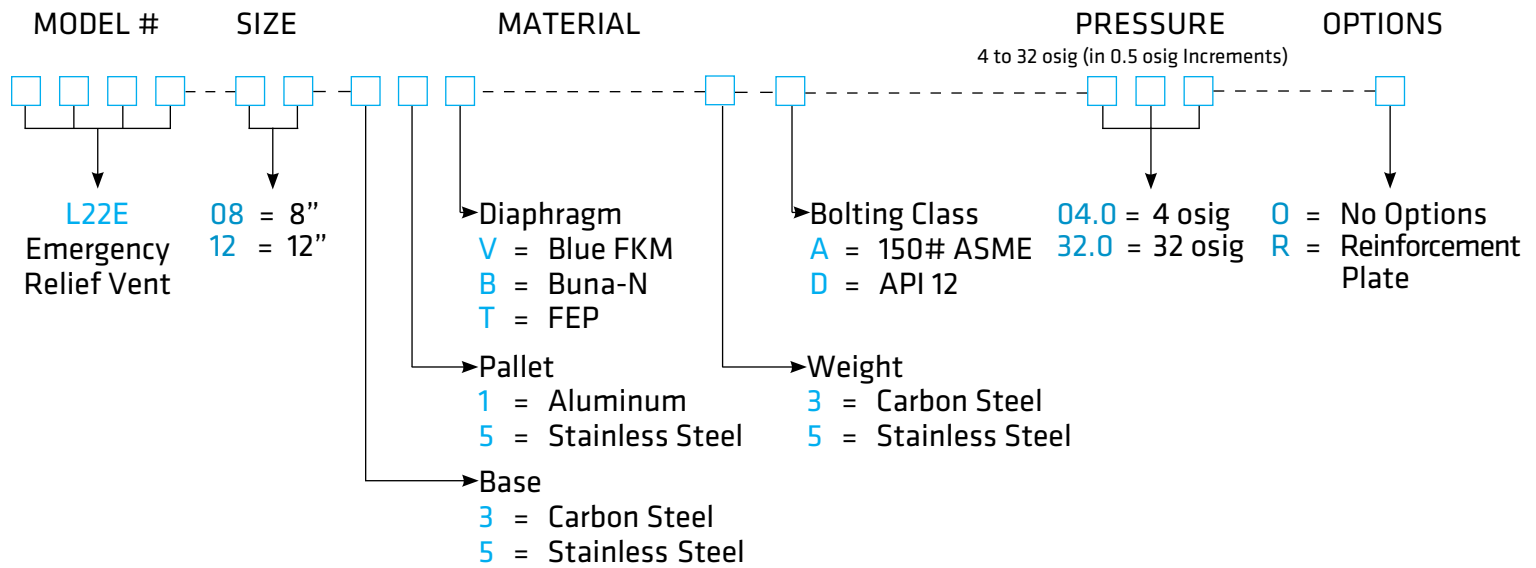 MODEL #
SIZE
MATERIAL
PRESSURE
4 to 32 osig (in 0.5 osig Increments)
OPTIONS
L22E
Emergency
Relief Vent
08 = 8”
12 = 12”
Diaphragm
V = Blue FKM
B = Buna-N
T = FEP
Pallet
1 = Aluminum
5 = Stainless Steel
Base
3 = Carbon Steel
5 = Stainless Steel
Bolting Class
A = 150# ASME
D = API 12
Weight
3 = Carbon Steel
5 = Stainless Steel
04.0 = 4 osig
32.0 = 32 osig
O = No Options
R = Reinforcement
Plate